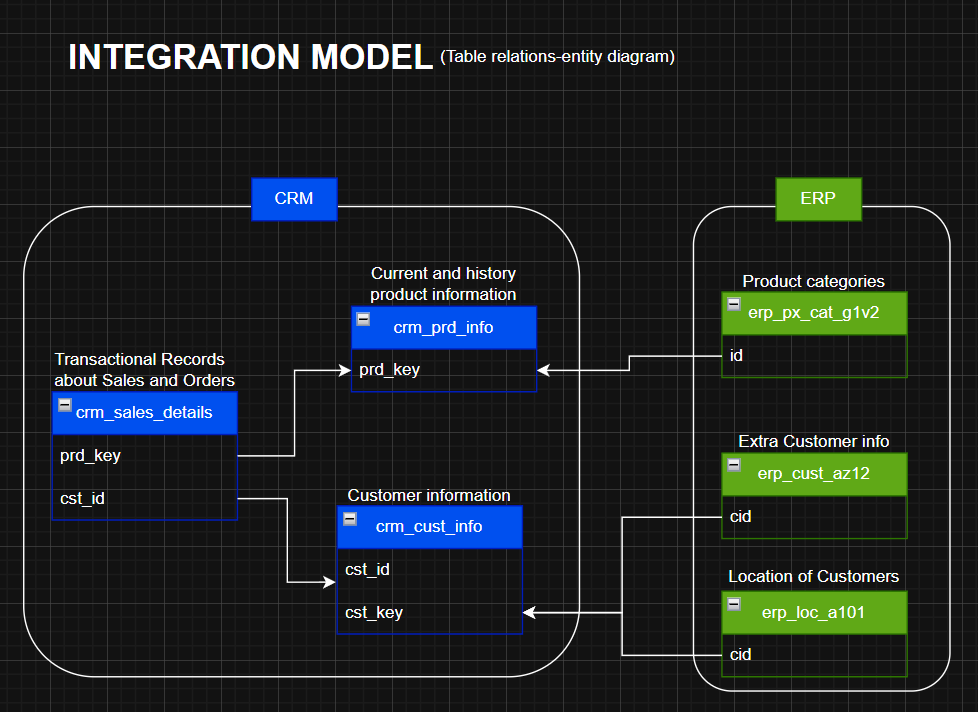 INTEGRATION MODEL (Table relations-entity diagram)
CRM
Transactional Records
about Sales and Orders
crm_sales_details
prd_key
cst_id
Current and history
product information
crm_prd_info
prd_key
Customer information
crm_cust_info
cst_id
cst_key
ERP
Product categories
erp_px_cat_g1v2
id
Extra Customer info
erp_cust_az12
cid
Location of Customers
erp_loc_a101
cid